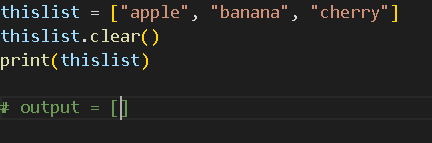 thislist = ["apple", "banana", "cherry"]
thislist.clear()
print(thislist)
# output = []